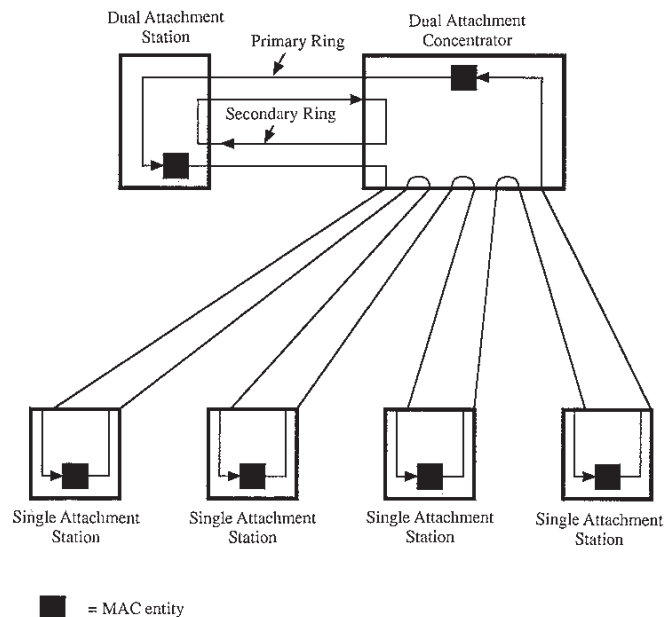 Dual Attachment
Station
Primary Ring
Dual Attachment
Concentrator
Secondary Ring
Single Attachment
Station
Single Attachment
Station
Single Attachment
Station
Single Attachment
Station
= MAC entity